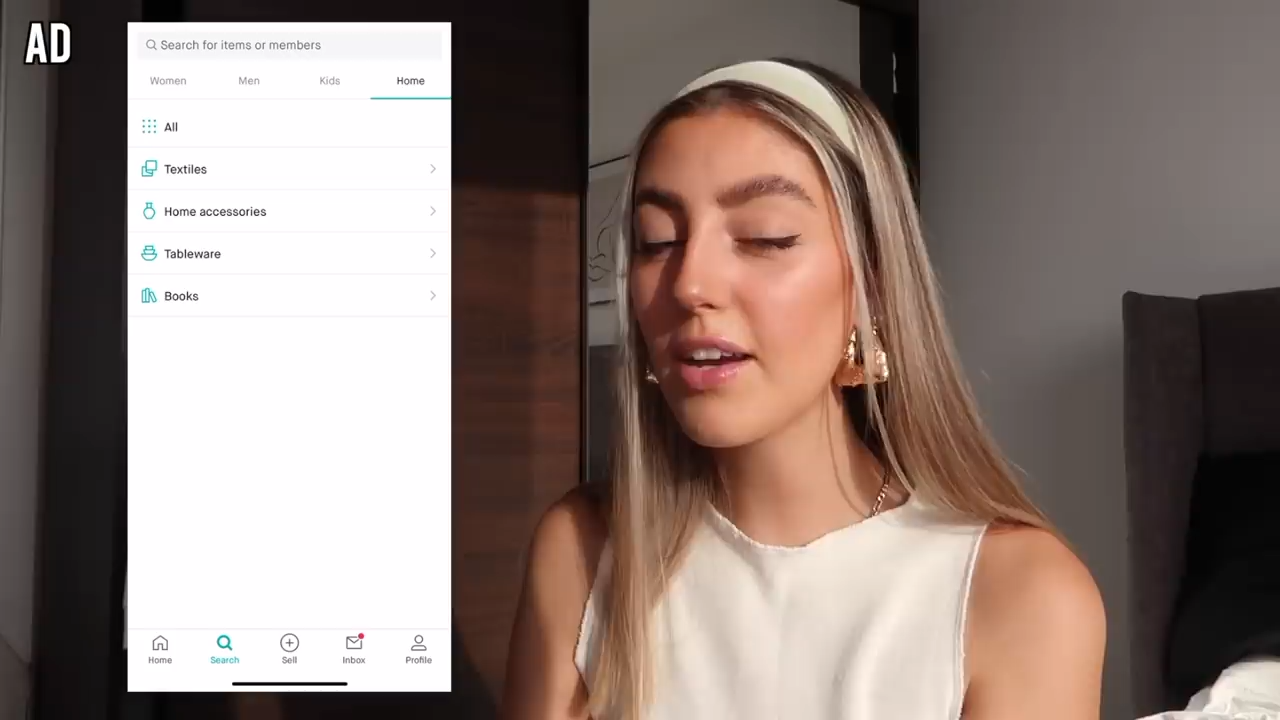 AD
Search for items or members
Women Men Kids Home
All
Textiles
Home accessories
Tableware
Books
Home Search Sell Inbox Profile